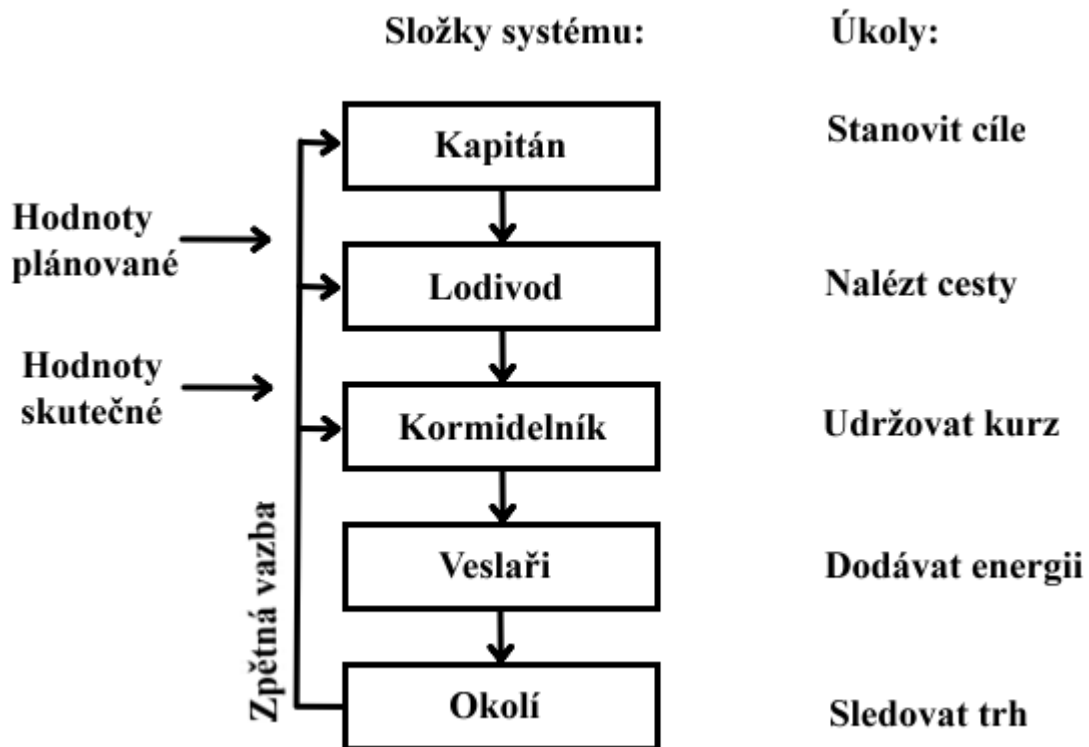 Složky systému:
Úkoly:
Kapitán
Stanovit cíle
Hodnoty
plánované
Lodivod
Nalézt cesty
Hodnoty
skutečné
Kormidelník
Udržovat kurz
Zpětná vazba
Veslaři
Dodávat energii
Okolí
Sledovat trh